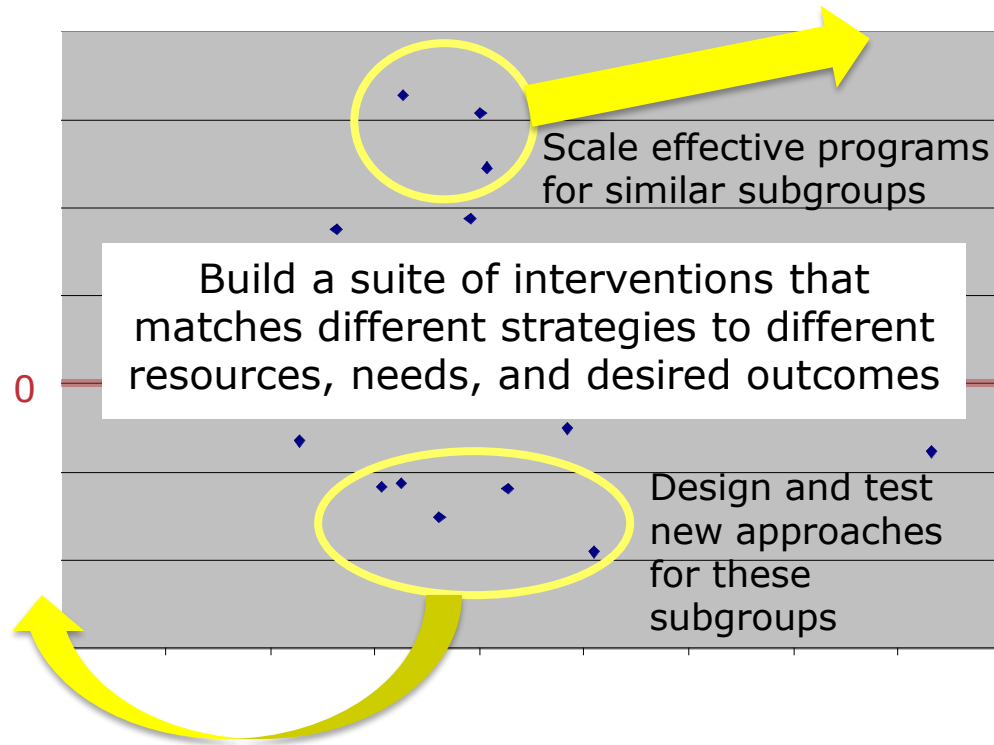 Scale effective programs
for similar subgroups
Build a suite of interventions that
matches different strategies to different
resources, needs, and desired outcomes
0
Design and test
new approaches
for these
subgroups